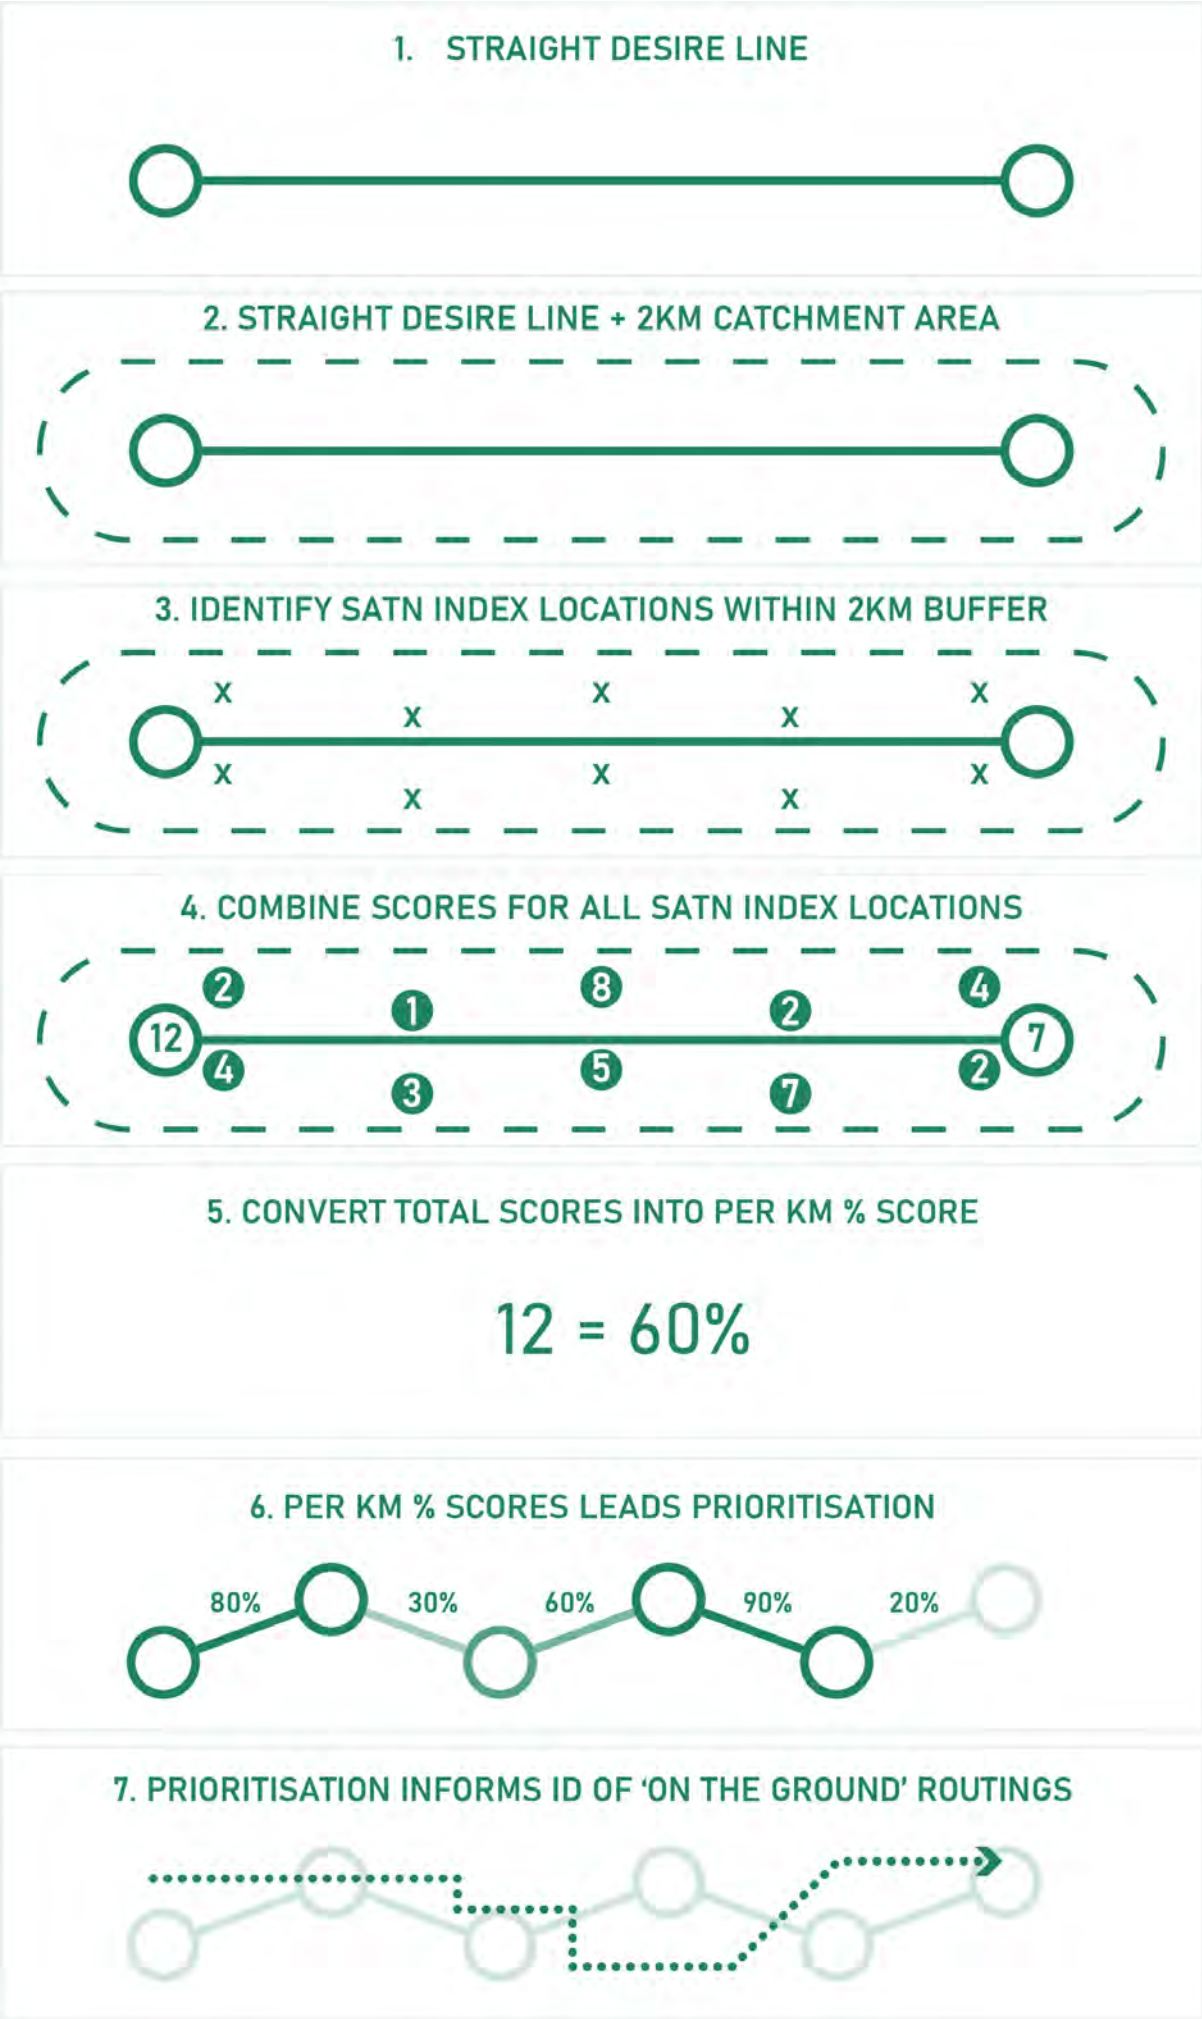 1. STRAIGHT DESIRE LINE
2. STRAIGHT DESIRE LINE + 2KM CATCHMENT AREA
3. IDENTIFY SATN INDEX LOCATIONS WITHIN 2KM BUFFER
X X X
X X
X X X
X X
4. COMBINE SCORES FOR ALL SATN INDEX LOCATIONS
2 8 4
1 2
12 7
4 5 2
3 7
5. CONVERT TOTAL SCORES INTO PER KM % SCORE
12 = 60%
6. PER KM % SCORES LEADS PRIORITISATION
80% 30% 60% 90% 20%
7. PRIORITISATION INFORMS ID OF ‘ON THE GROUND’ ROUTINGS